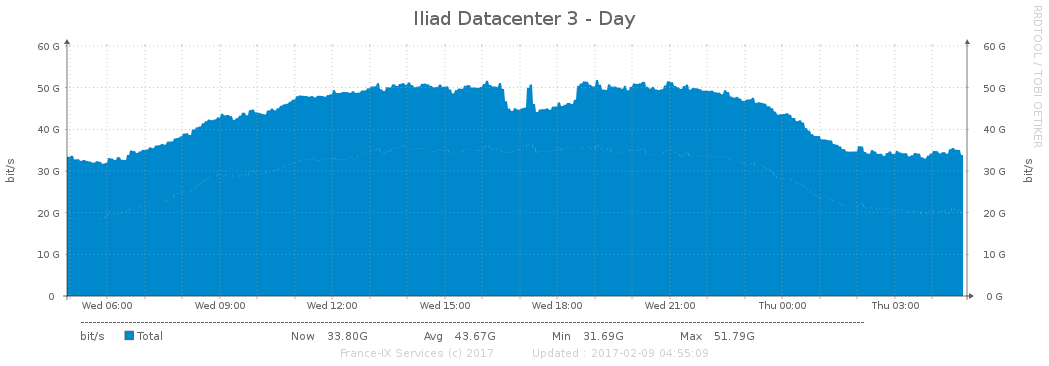 Iliad Datacenter 3 - Day
RRDTOOL / TOBI OETIKER
60 G 60 G
50 G 50 G
40 G 40 G
30 G 30 G
20 G 20 G
10 G 10 G
0 0 G
bit/s bit/s
Wed 06:00 Wed 09:00 Wed 12:00 Wed 15:00 Wed 18:00 Wed 21:00 Thu 00:00 Thu 03:00
bit/s Total Now 33.80G Avg 43.67G Min 31.69G Max 51.79G
France-IX Services (c) 2017 Updated : 2017-02-09 04:55:09